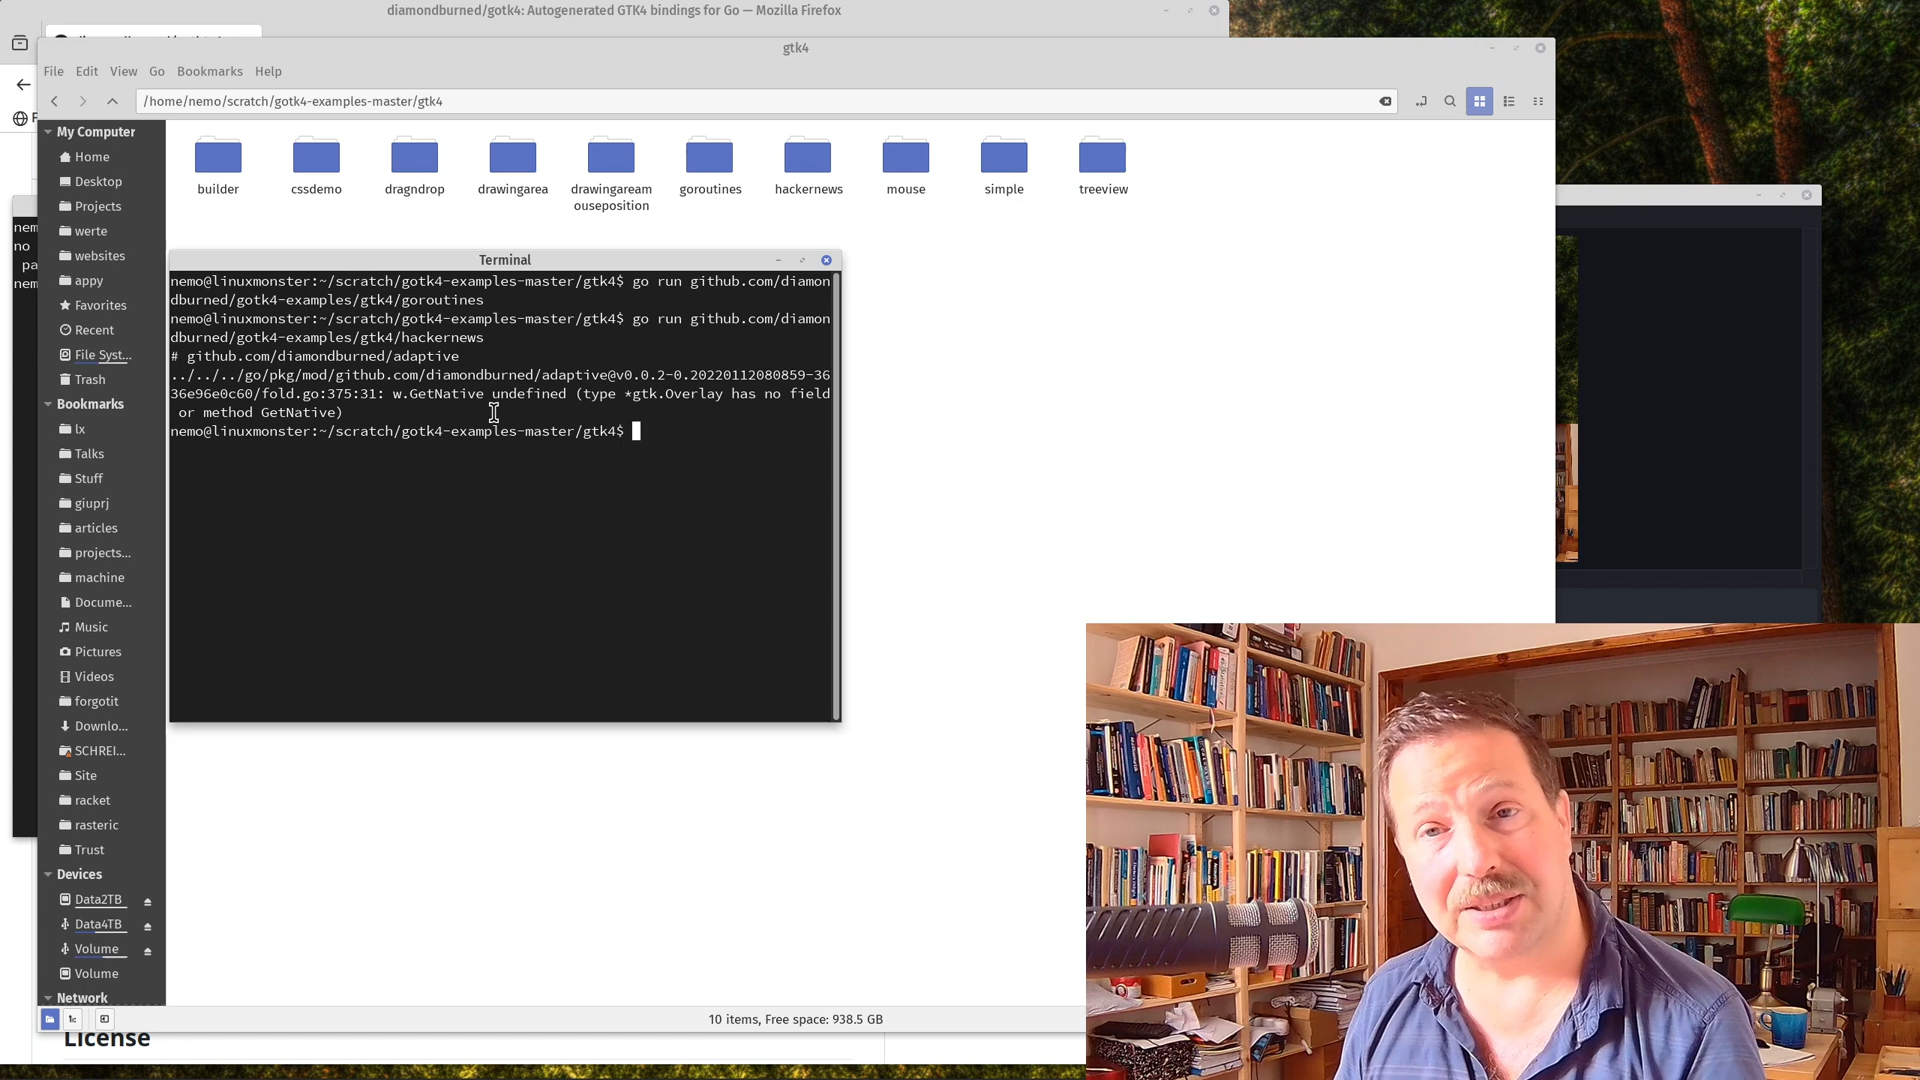 diamondburned/gotk4: Autogenerated GTK4 bindings for Go — Mozilla Firefox
gtk4
File Edit View Go Bookmarks Help
/home/nemo/scratch/gotk4-examples-master/gtk4
My Computer
Home
Desktop
Projects
werte
websites
appy
Favorites
Recent
File Syst...
Trash
Bookmarks
lx
Talks
Stuff
giuprj
articles
projects...
machine
Docume...
Music
Pictures
Videos
forgotit
Downlo...
SCHREI...
Site
racket
rasteric
Trust
Devices
Data2TB
Data4TB
Volume
Volume
Network
builder
cssdemo
dragndrop
drawingarea
drawingaream
ouseposition
goroutines
hackernews
mouse
simple
treeview
Terminal
nemo@linuxmonster:~/scratch/gotk4-examples-master/gtk4$ go run github.com/diamon
dburned/gotk4-examples/gtk4/goroutines
nemo@linuxmonster:~/scratch/gotk4-examples-master/gtk4$ go run github.com/diamon
dburned/gotk4-examples/gtk4/hackernews
# github.com/diamondburned/adaptive
../../../go/pkg/mod/github.com/diamondburned/adaptive@v0.0.2-0.20220112080859-36
36e96e0c60/fold.go:375:31: w.GetNative undefined (type *gtk.Overlay has no field
or method GetNative)
nemo@linuxmonster:~/scratch/gotk4-examples-master/gtk4$
nem
no
pa
nem
10 items, Free space: 938.5 GB
License